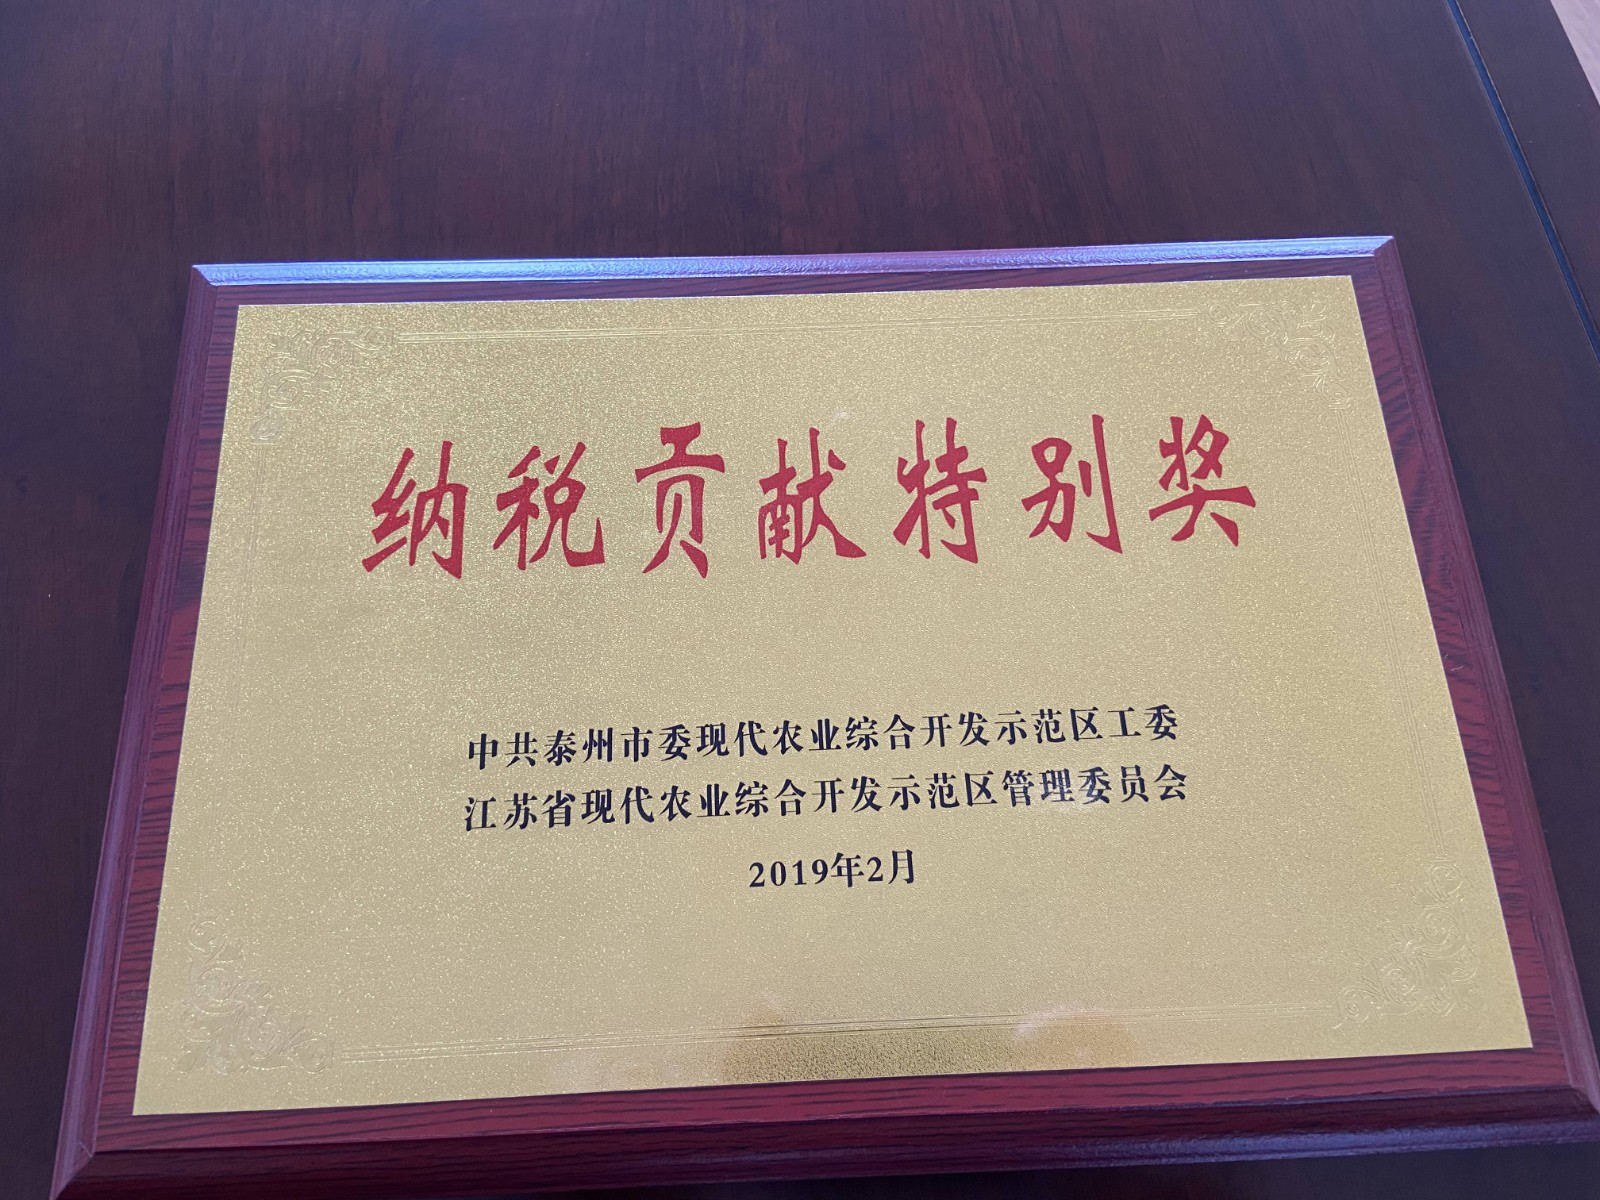 纳税贡献特别奖
中共泰州市委现代农业综合开发示范区工委
江苏省现代农业综合开发示范区管理委员会
2019年2月